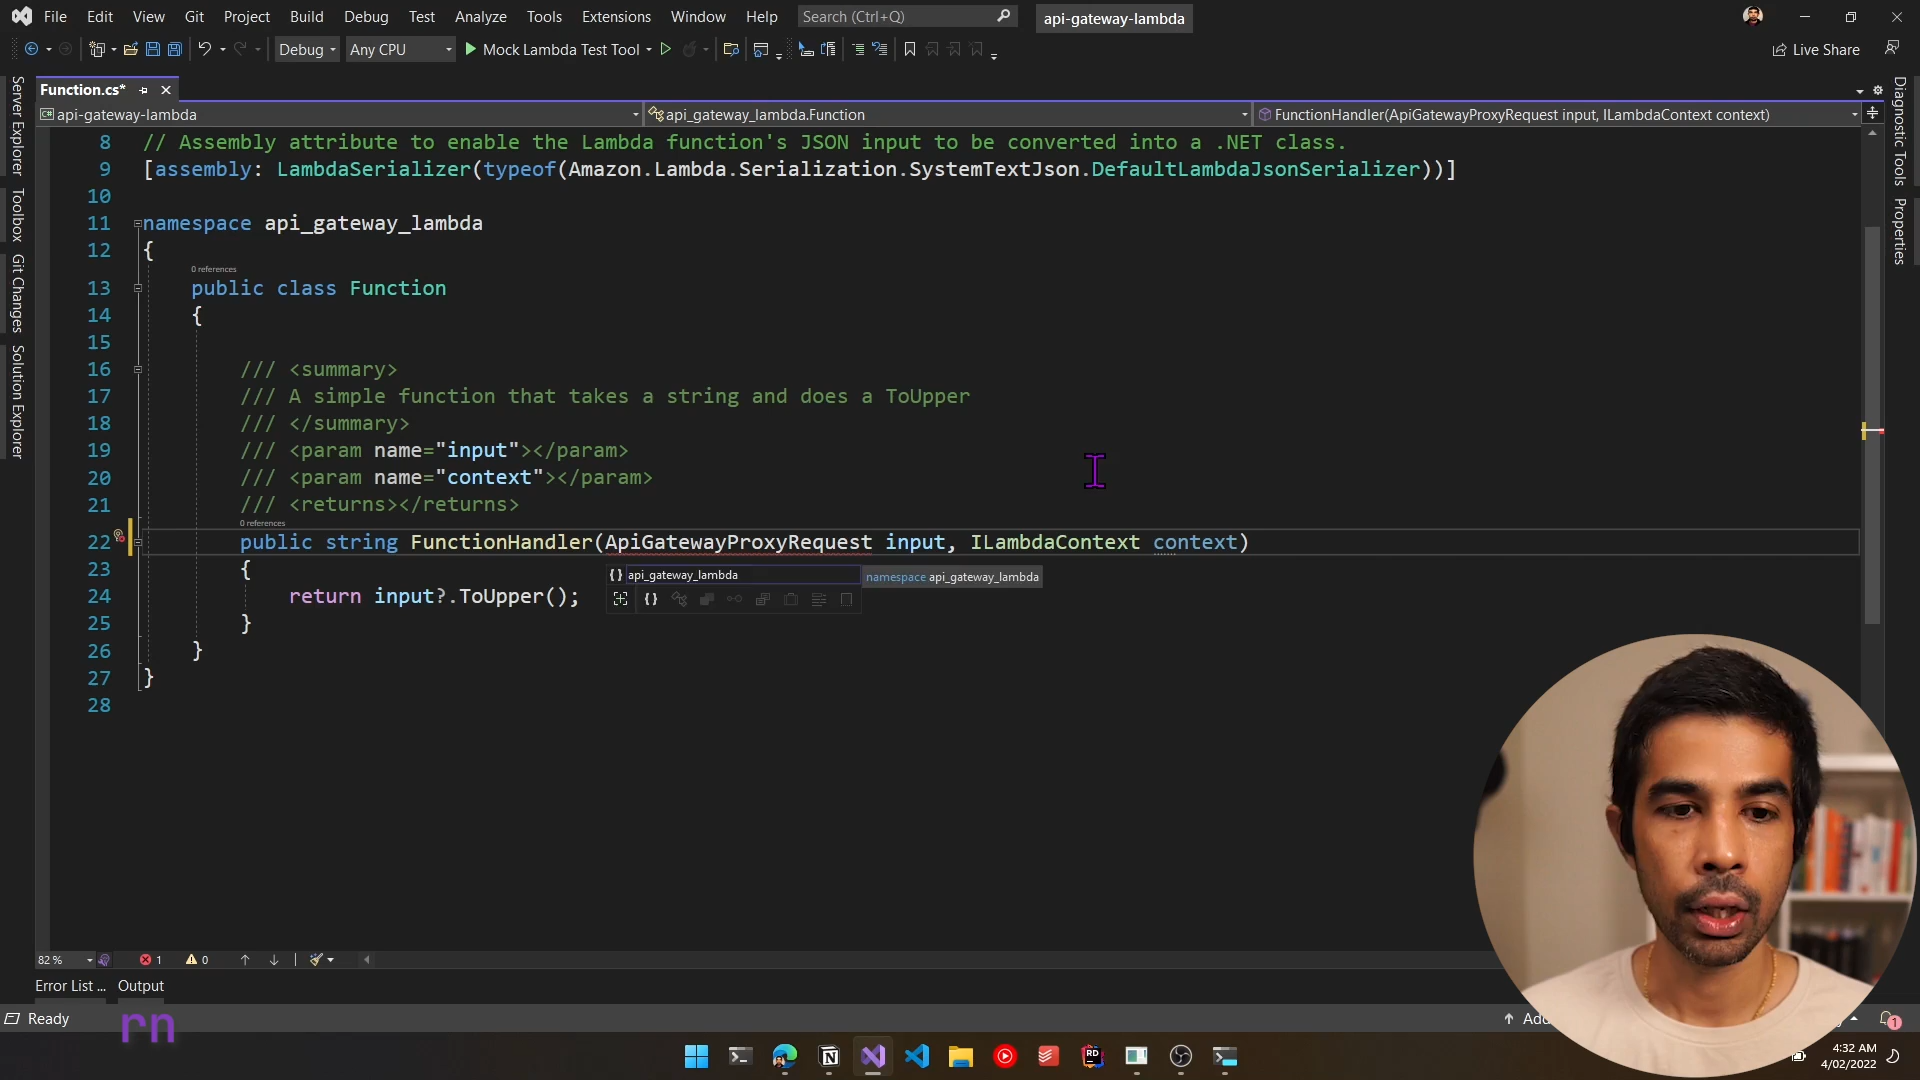 File Edit View Git Project Build Debug Test Analyze Tools Extensions Window Help Search (Ctrl+Q) api-gateway-lambda
Debug Any CPU Mock Lambda Test Tool Live Share
Function.cs*
api-gateway-lambda api_gateway_lambda.Function FunctionHandler(ApiGatewayProxyRequest input, ILambdaContext context)
Server Explorer
Toolbox
Git Changes
Solution Explorer
Diagnostic Tools
Properties
8 // Assembly attribute to enable the Lambda function's JSON input to be converted into a .NET class.
9 [assembly: LambdaSerializer(typeof(Amazon.Lambda.Serialization.SystemTextJson.DefaultLambdaJsonSerializer))]
10
11 namespace api_gateway_lambda
12 {
0 references
13 public class Function
14 {
15
16 /// <summary>
17 /// A simple function that takes a string and does a ToUpper
18 /// </summary>
19 /// <param name="input"></param>
20 /// <param name="context"></param>
21 /// <returns></returns>
0 references
22 public string FunctionHandler(ApiGatewayProxyRequest input, ILambdaContext context)
23 {
{} api_gateway_lambda namespace api_gateway_lambda
24 return input?.ToUpper();
25 }
26 }
27 }
28
82 % 1 0
Error List ... Output
Ready
rn
4:32 AM
4/02/2022
1